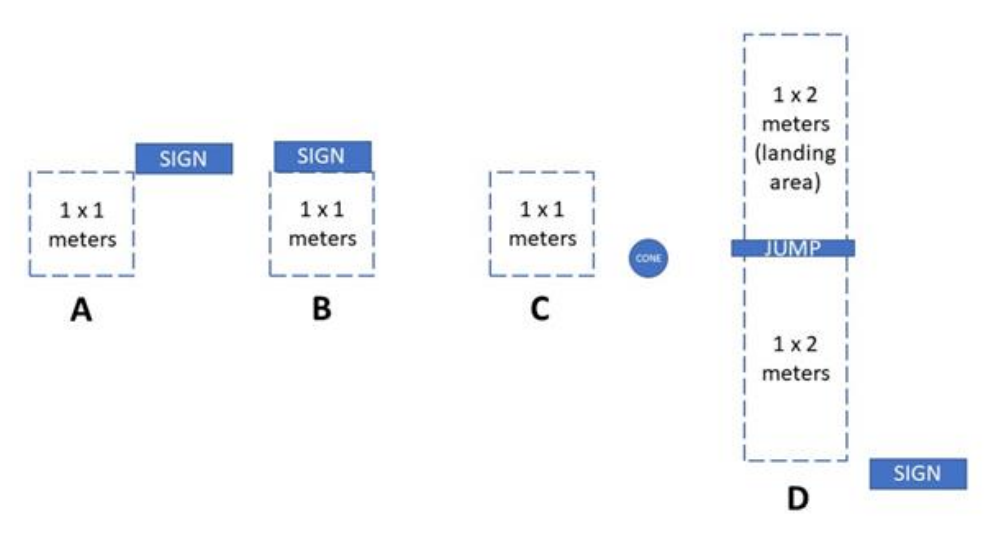 SIGN
1 x 1
meters
A
SIGN
1 x 1
meters
B
1 x 1
meters
C
CONE
1 x 2
meters
(landing
area)
JUMP
1 x 2
meters
D
SIGN